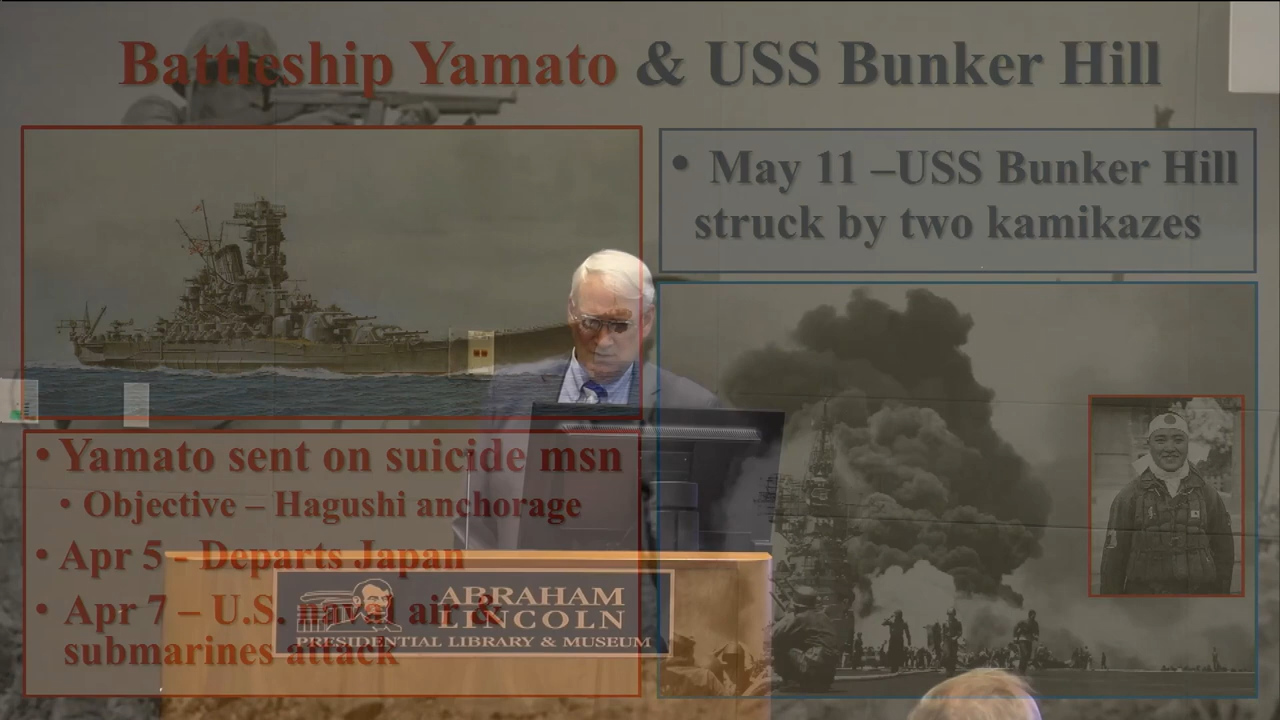 Battleship Yamato & USS Bunker Hill
• May 11 –USS Bunker Hill
struck by two kamikazes
• Yamato sent on suicide msn
• Objective – Hagushi anchorage
• Apr 5 - Departs Japan
• Apr 7 – U.S. naval air &
submarines attack
ABRAHAM
LINCOLN
PRESIDENTIAL LIBRARY & MUSEUM